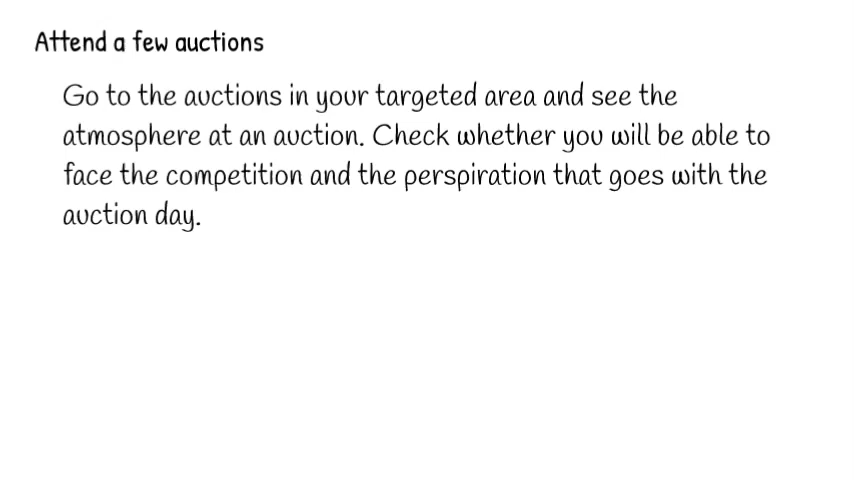 Attend a few auctions
Go to the auctions in your targeted area and see the
atmosphere at an auction. Check whether you will be able to
face the competition and the perspiration that goes with the
auction day.